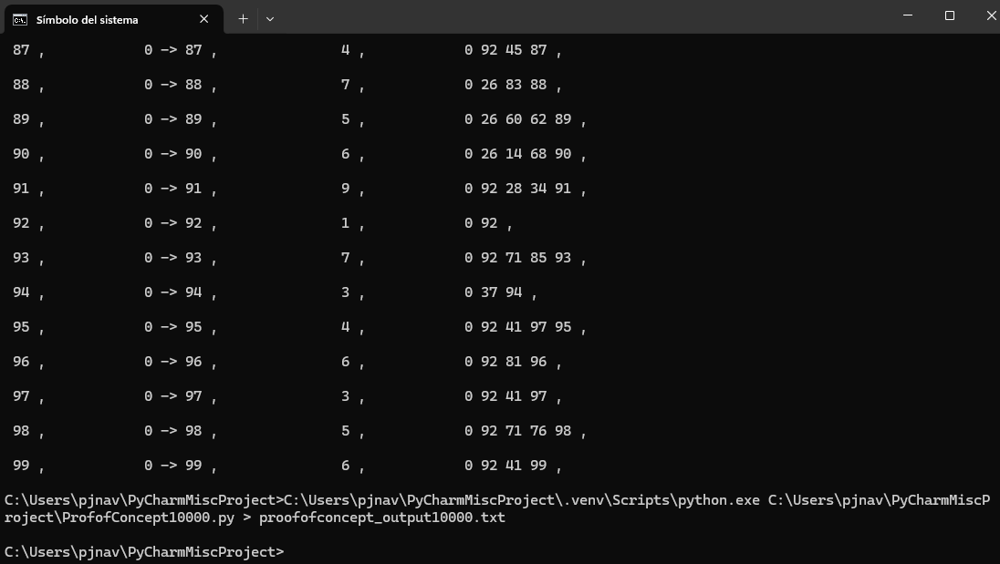 Símbolo del sistema
87 , 0 -> 87 , 4 , 0 92 45 87 ,
88 , 0 -> 88 , 7 , 0 26 83 88 ,
89 , 0 -> 89 , 5 , 0 26 60 62 89 ,
90 , 0 -> 90 , 6 , 0 26 14 68 90 ,
91 , 0 -> 91 , 9 , 0 92 28 34 91 ,
92 , 0 -> 92 , 1 , 0 92 ,
93 , 0 -> 93 , 7 , 0 92 71 85 93 ,
94 , 0 -> 94 , 3 , 0 37 94 ,
95 , 0 -> 95 , 4 , 0 92 41 97 95 ,
96 , 0 -> 96 , 6 , 0 92 81 96 ,
97 , 0 -> 97 , 3 , 0 92 41 97 ,
98 , 0 -> 98 , 5 , 0 92 71 76 98 ,
99 , 0 -> 99 , 6 , 0 92 41 99 ,
C:\Users\pjnav\PyCharmMiscProject>C:\Users\pjnav\PyCharmMiscProject\.venv\Scripts\python.exe C:\Users\pjnav\PyCharmMiscP
roject\ProfofConcept10000.py > proofofconcept_output10000.txt
C:\Users\pjnav\PyCharmMiscProject>